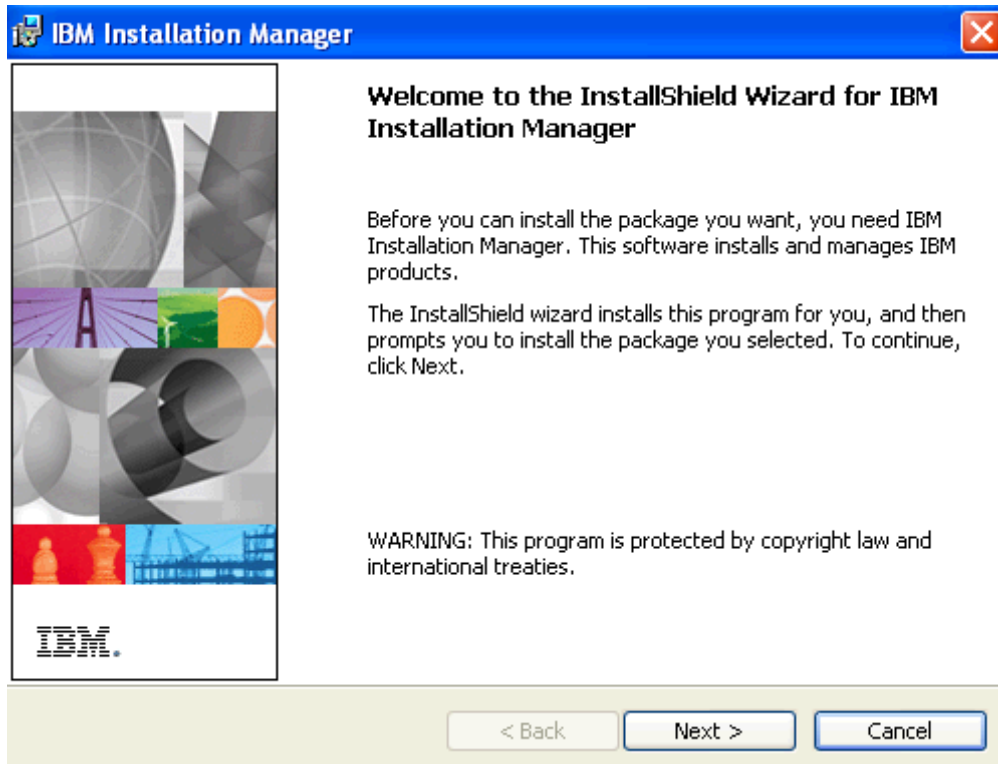 IBM Installation Manager
Welcome to the InstallShield Wizard for IBM
Installation Manager
Before you can install the package you want, you need IBM
Installation Manager. This software installs and manages IBM
products.
The InstallShield wizard installs this program for you, and then
prompts you to install the package you selected. To continue,
click Next.
WARNING: This program is protected by copyright law and
international treaties.
IBM.
< Back
Next >
Cancel